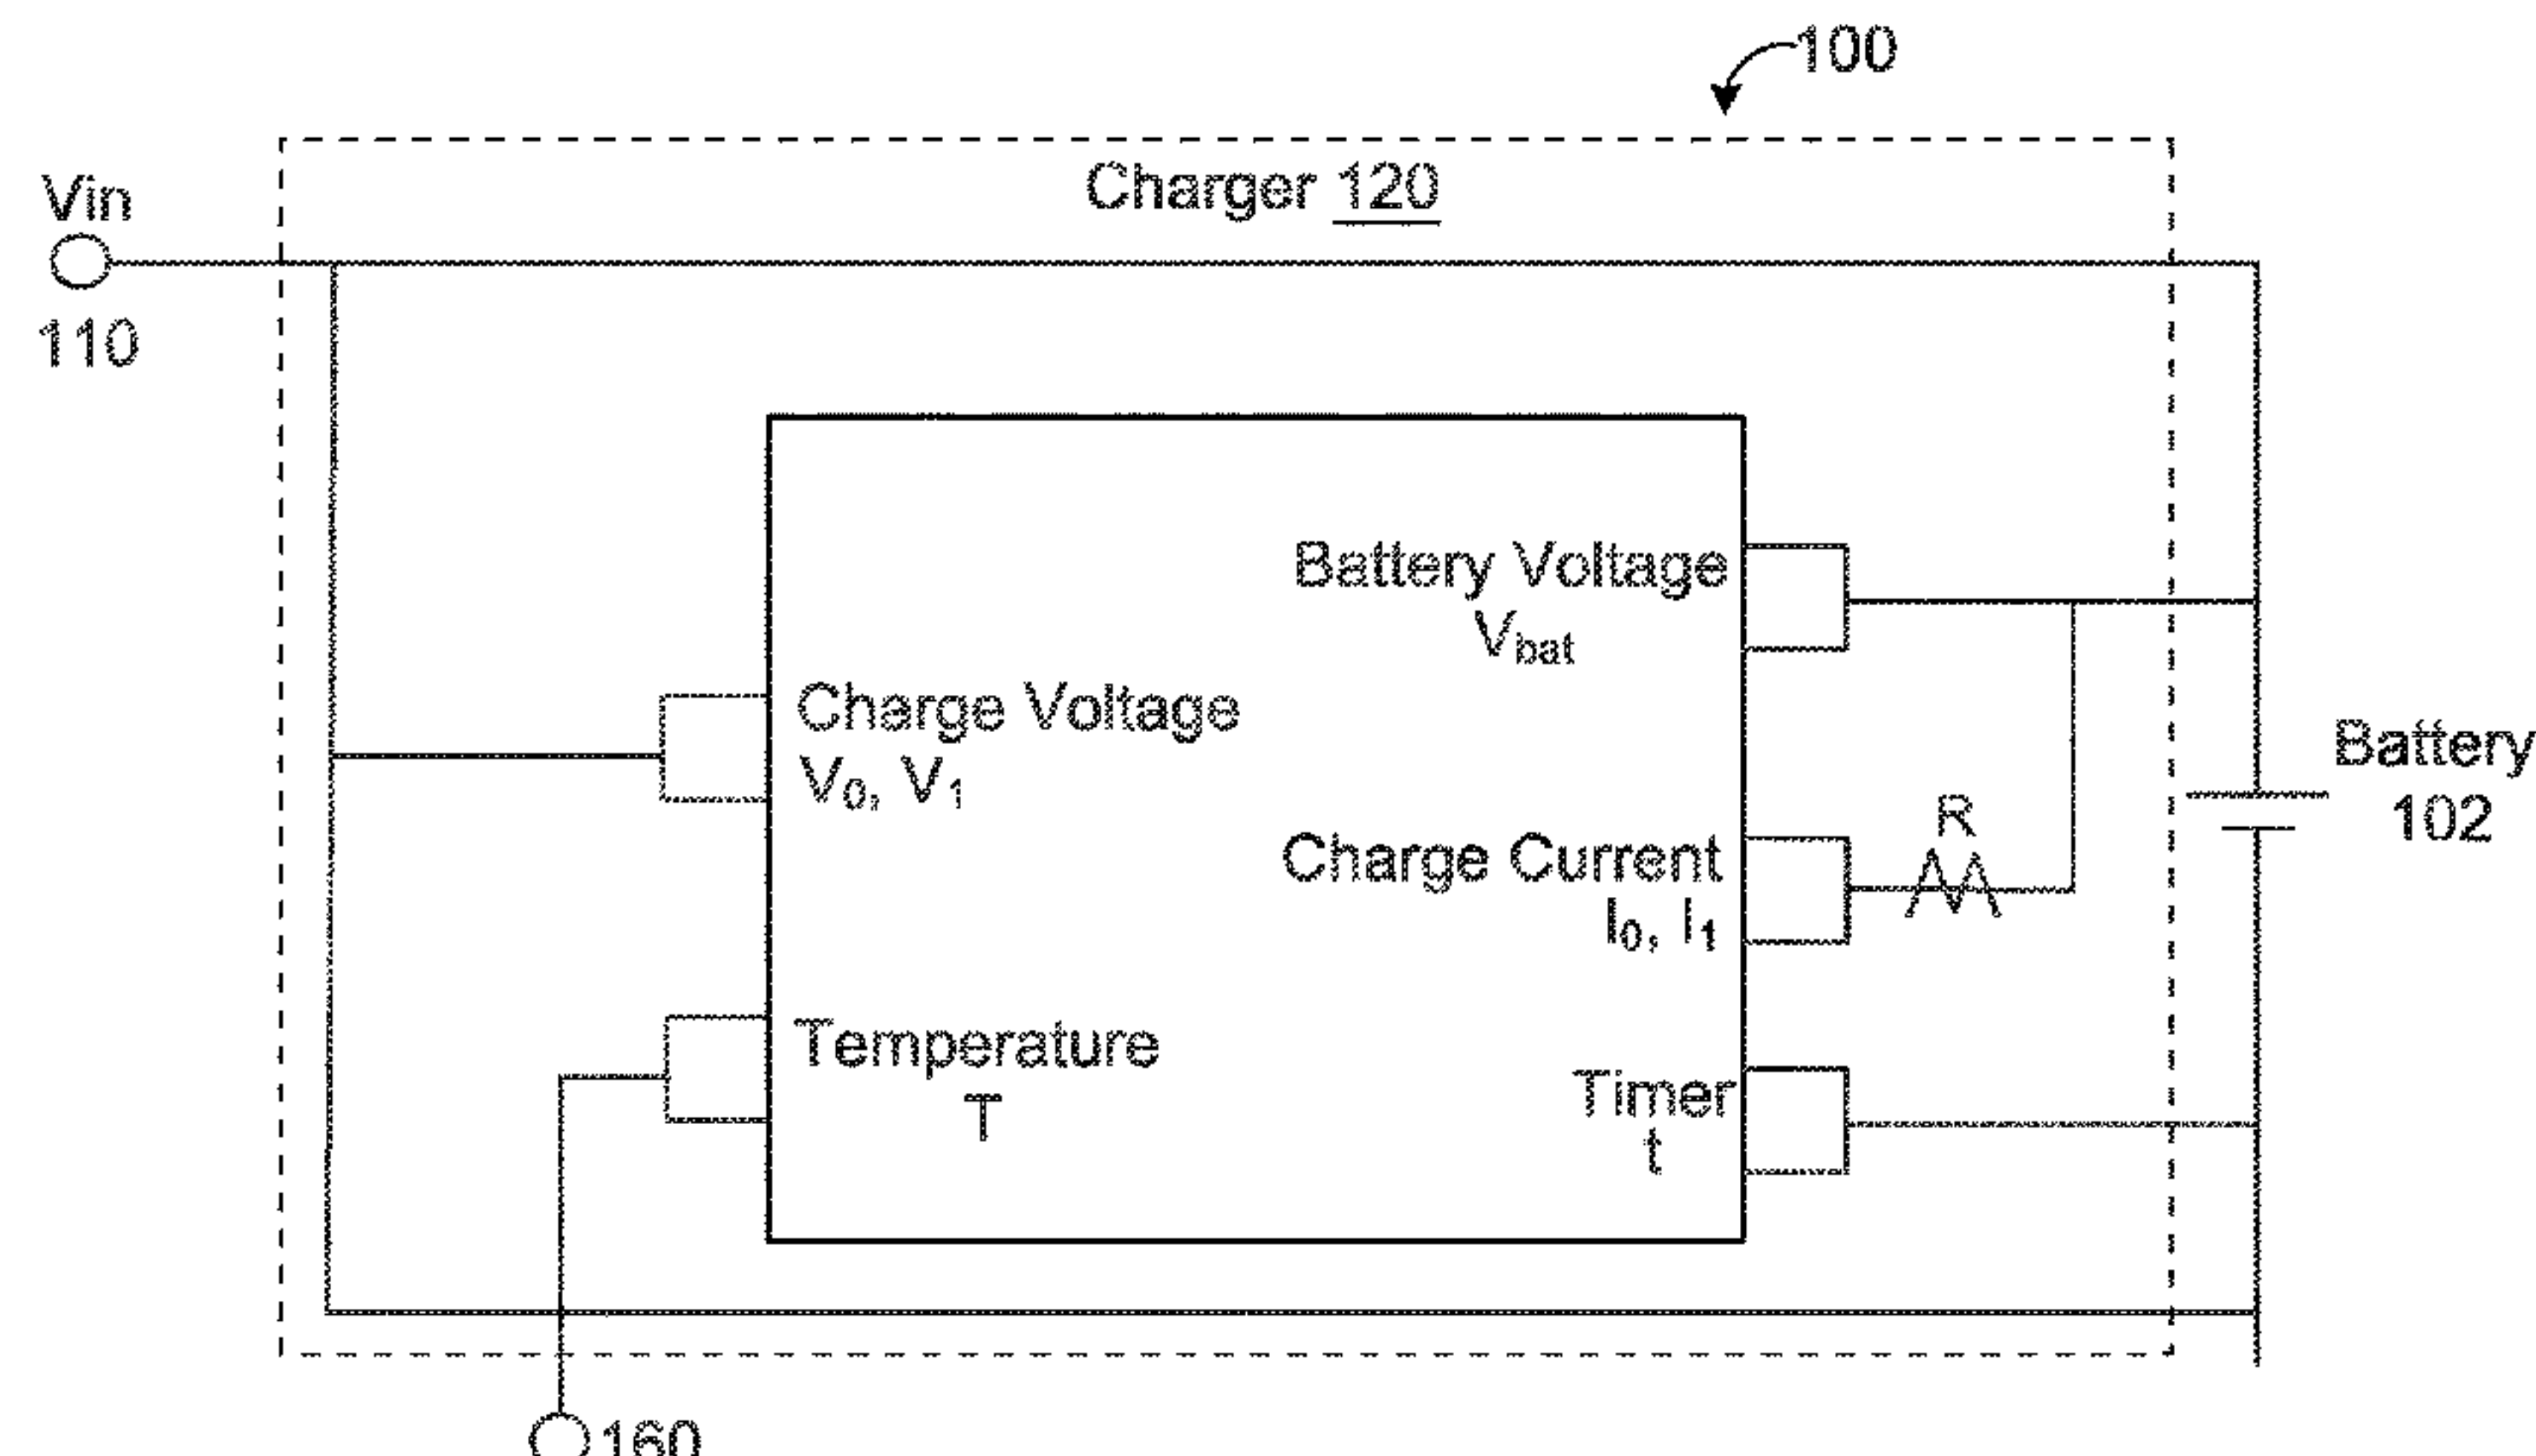 100
Charger 120
Vin
110
Battery Voltage
Vbat
Charge Voltage
V0, V1
Battery
102
R
Charge Current
I0, I1
Temperature
T
Timer
t
160